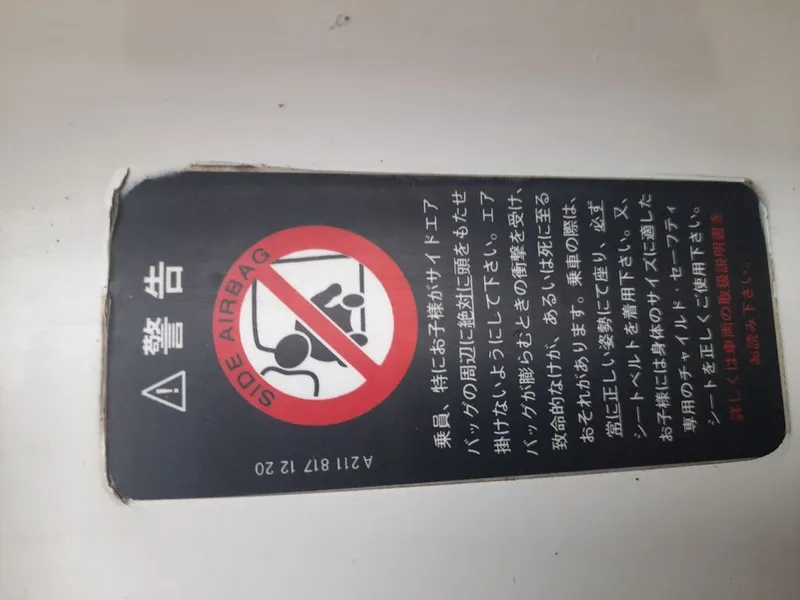 警告
SIDE AIRBAG
乗員、特にお子様がサイドエア
バッグの周辺に絶対に頭をもたせ
掛けないようにして下さい。エア
バッグが膨らむときの衝撃を受け、
致命的なけが、あるいは死に至る
おそれがあります。乗車の際は、
常に正しい姿勢にて座り、必ず
シートベルトを着用下さい。又、
お子様には身体のサイズに適した
専用のチャイルド・セーフティ
シートを正しくご使用下さい。
詳しくは車両の取扱説明書を
お読み下さい。
A 211 817 12 20